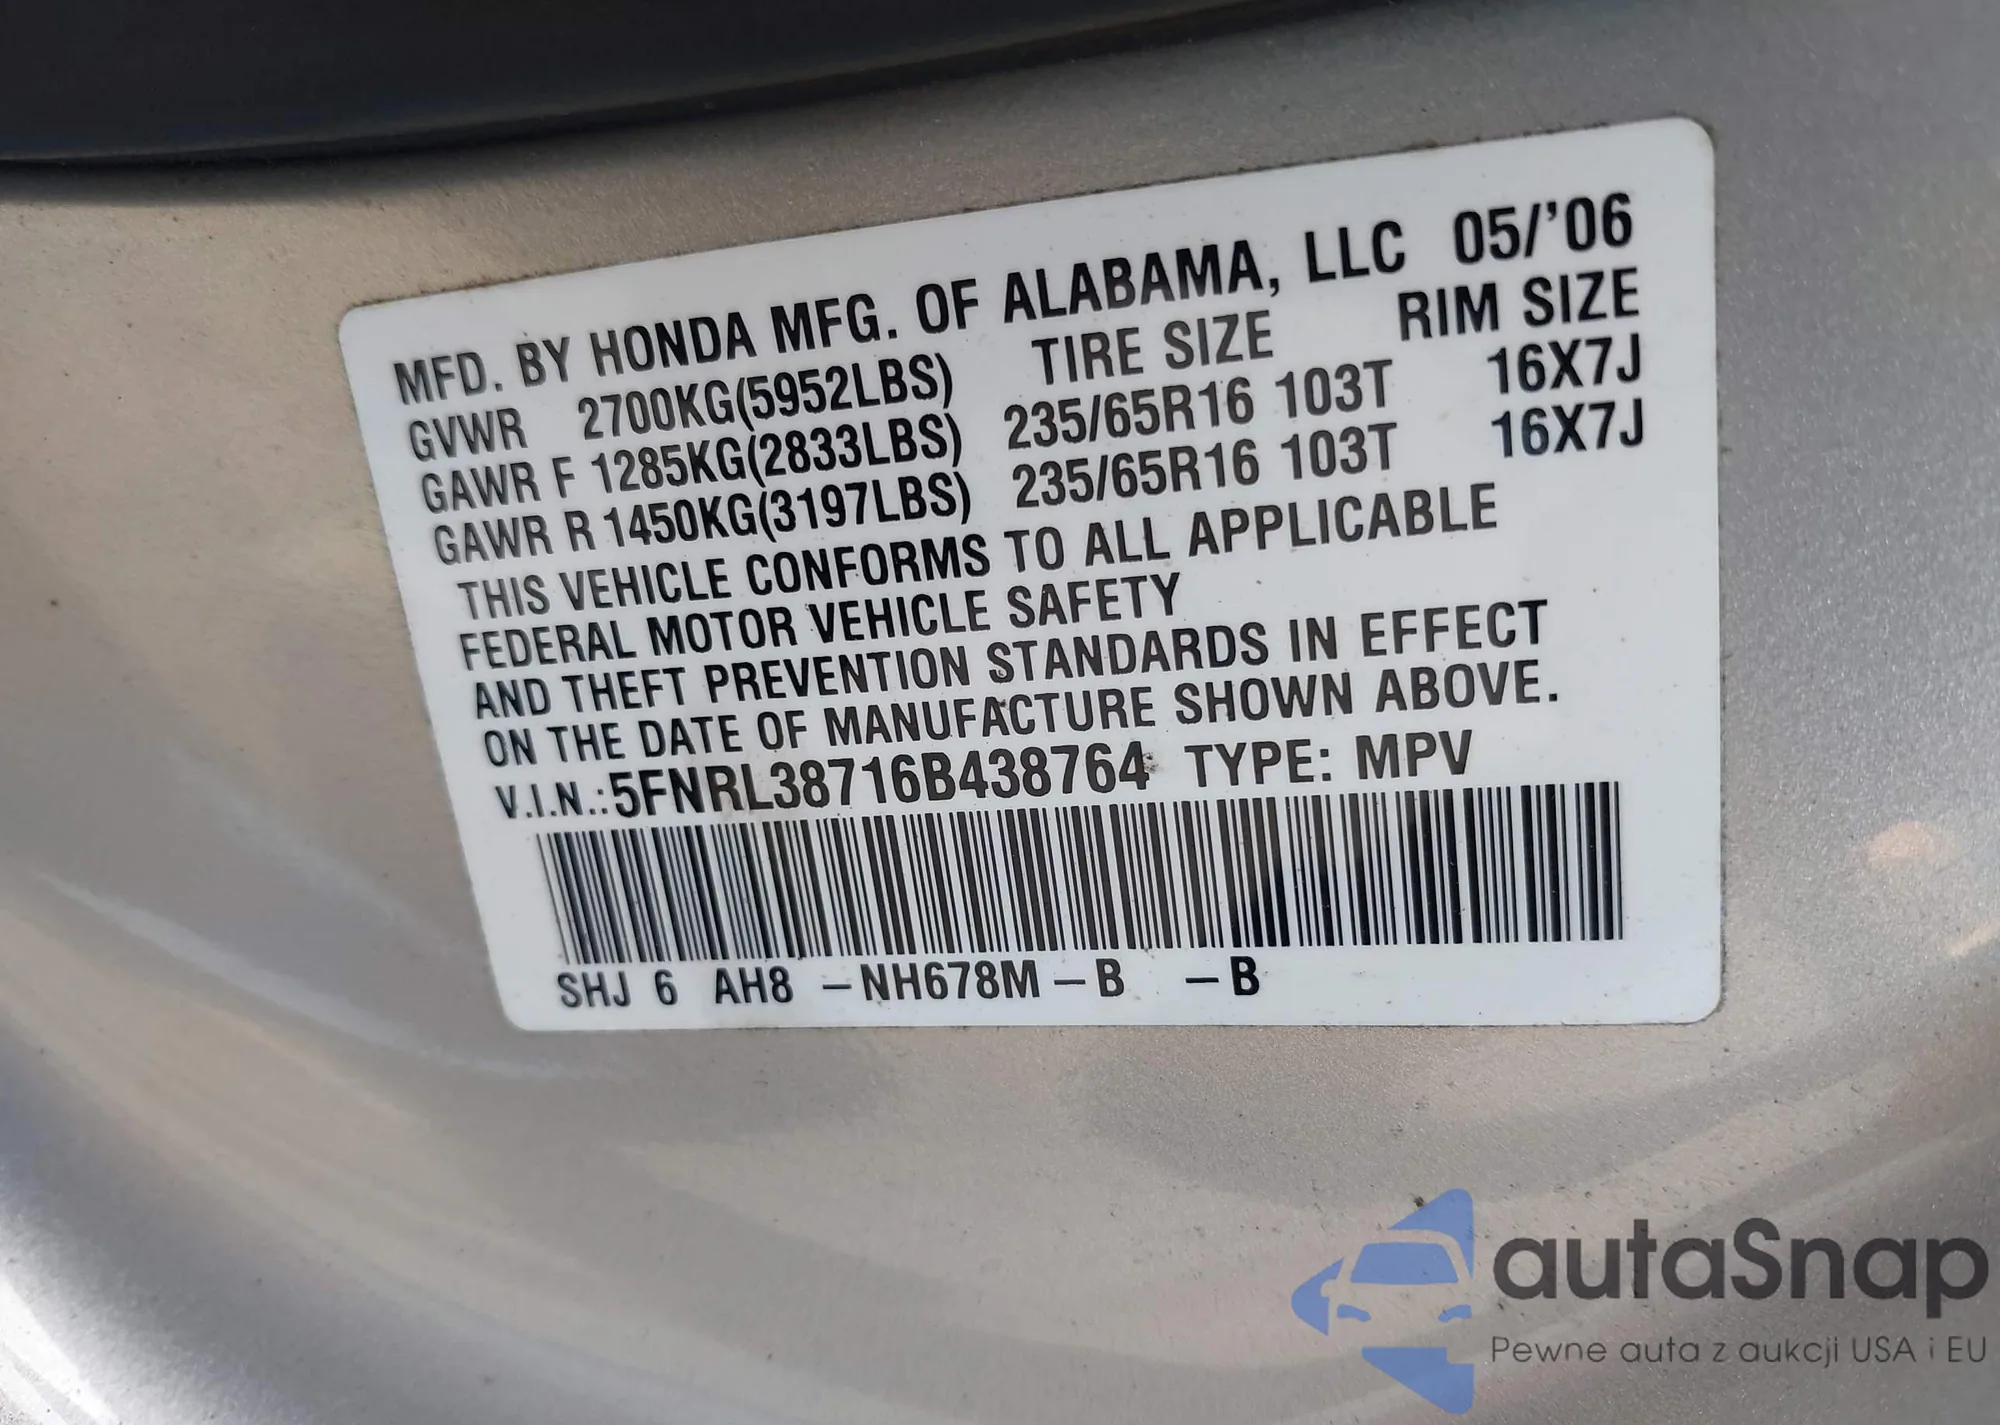 MFD. BY HONDA MFG. OF ALABAMA, LLC 05/'06
GVWR 2700KG(5952LBS) TIRE SIZE RIM SIZE
GAWR F 1285KG(2833LBS) 235/65R16 103T 16X7J
GAWR R 1450KG(3197LBS) 235/65R16 103T 16X7J
THIS VEHICLE CONFORMS TO ALL APPLICABLE
FEDERAL MOTOR VEHICLE SAFETY
AND THEFT PREVENTION STANDARDS IN EFFECT
ON THE DATE OF MANUFACTURE SHOWN ABOVE.
V.I.N.:5FNRL38716B438764 TYPE: MPV
SHJ 6 AH8 –NH678M –B –B
autaSnap
Pewne auta z aukcji USA i EU